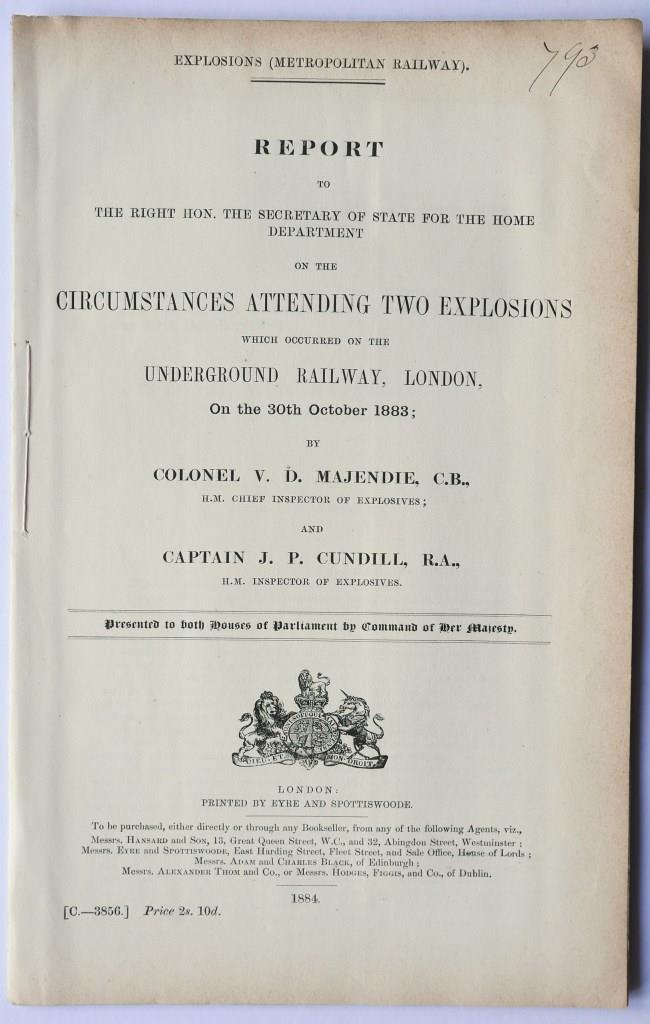 EXPLOSIONS (METROPOLITAN RAILWAY).
793
REPORT
TO
THE RIGHT HON. THE SECRETARY OF STATE FOR THE HOME
DEPARTMENT
ON THE
CIRCUMSTANCES ATTENDING TWO EXPLOSIONS
WHICH OCCURRED ON THE
UNDERGROUND RAILWAY, LONDON,
On the 30th October 1883;
BY
COLONEL V. D. MAJENDIE, C.B.,
H.M. CHIEF INSPECTOR OF EXPLOSIVES;
AND
CAPTAIN J. P. CUNDILL, R.A.,
H.M. INSPECTOR OF EXPLOSIVES.
Presented to both Houses of Parliament by Command of Her Majesty.
DIEU·ET MON·DROIT
LONDON:
PRINTED BY EYRE AND SPOTTISWOODE.
To be purchased, either directly or through any Bookseller, from any of the following Agents, viz.,
Messrs. HANSARD and SON, 13, Great Queen Street, W.C., and 32, Abingdon Street, Westminster;
Messrs. EYRE and SPOTTISWOODE, East Harding Street, Fleet Street, and Sale Office, House of Lords;
Messrs. ADAM and CHARLES BLACK, of Edinburgh;
Messrs. ALEXANDER THOM and Co., or Messrs. HODGES, FIGGIS, and Co., of Dublin.
1884.
[C.—3856.] Price 2s. 10d.